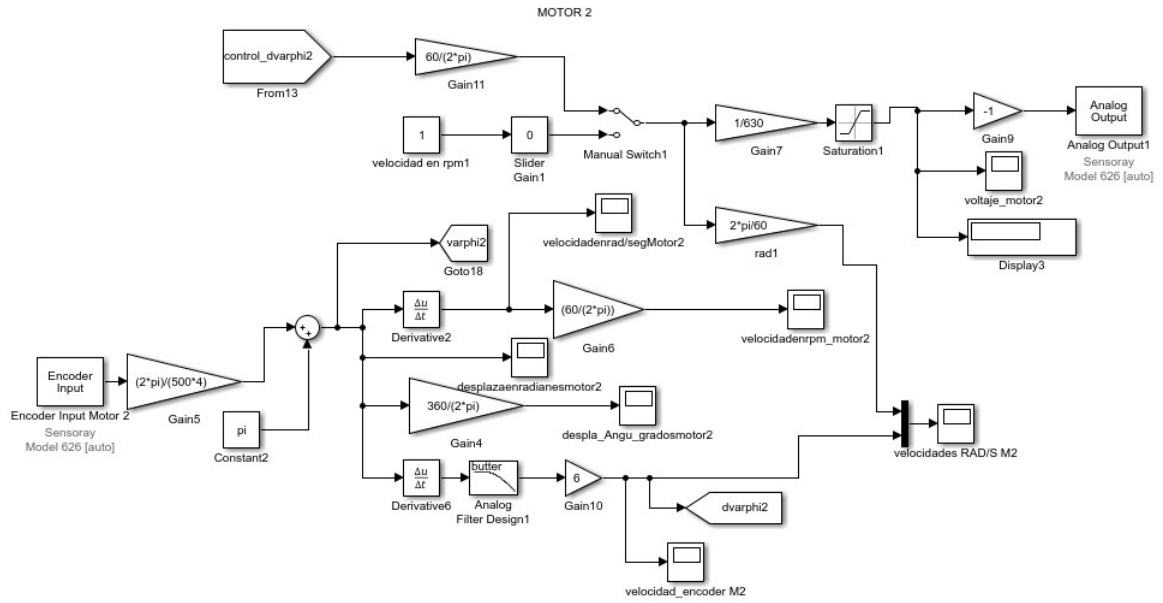 MOTOR 2
control_dvarphi2
From13
60/(2*pi)
Gain11
1
velocidad en rpm1
0
Slider
Gain1
Manual Switch1
1/630
Gain7
Saturation1
-1
Gain9
Analog
Output
Analog Output1
Sensoray
Model 626 [auto]
voltaje_motor2
Display3
2*pi/60
rad1
velocidadenrad/segMotor2
varphi2
Goto18
Δu
Δt
Derivative2
(60/(2*pi))
Gain6
velocidadenrpm_motor2
Encoder
Input
Encoder Input Motor 2
Sensoray
Model 626 [auto]
(2*pi)/(500*4)
Gain5
pi
Constant2
+
+
desplazaenradianesmotor2
360/(2*pi)
Gain4
despla_Angu_gradosmotor2
velocidades RAD/S M2
Δu
Δt
Derivative6
butter
Analog
Filter Design1
6
Gain10
dvarphi2
velocidad_encoder M2